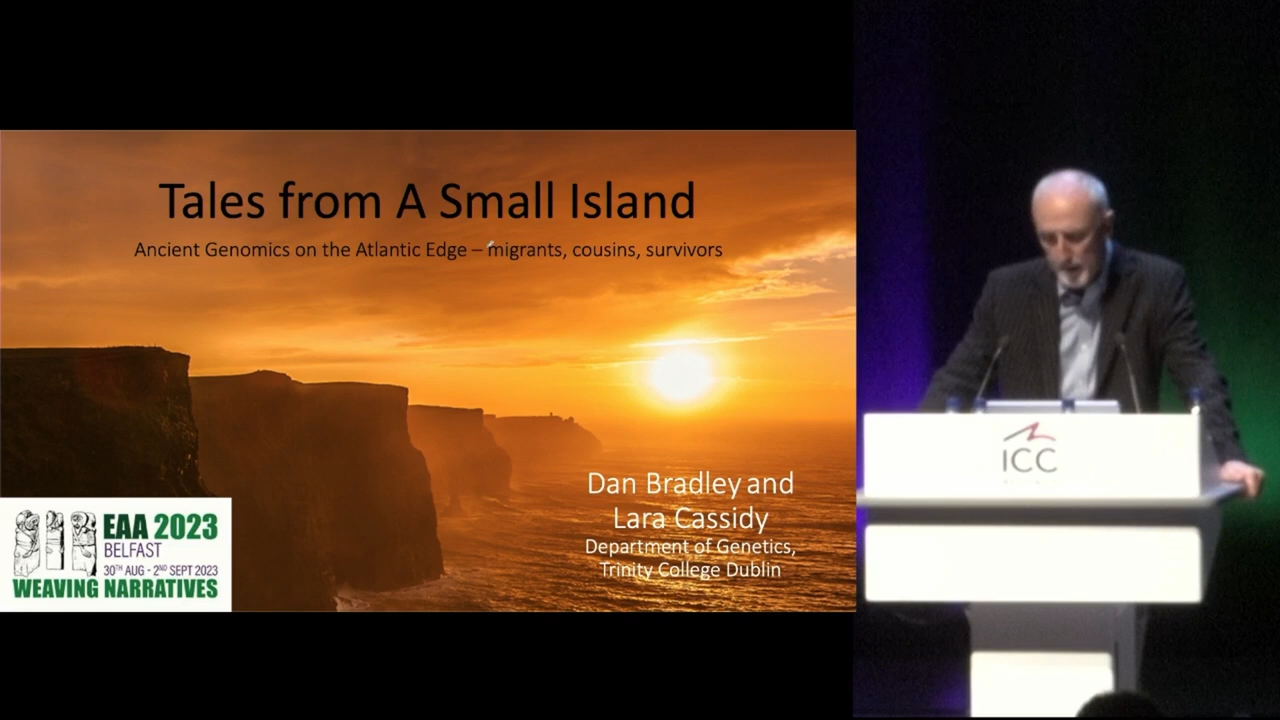 Tales from A Small Island
Ancient Genomics on the Atlantic Edge – migrants, cousins, survivors
Dan Bradley and
Lara Cassidy
Department of Genetics,
Trinity College Dublin
EAA 2023
BELFAST
30TH AUG - 2ND SEPT 2023
WEAVING NARRATIVES
ICC